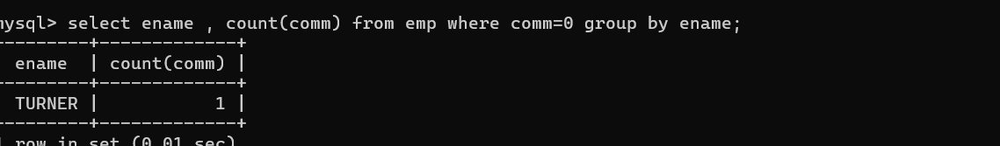 mysql> select ename , count(comm) from emp where comm=0 group by ename;
---------+-------------+
ename | count(comm) |
---------+-------------+
TURNER | 1 |
---------+-------------+
1 row in set (0.01 sec)